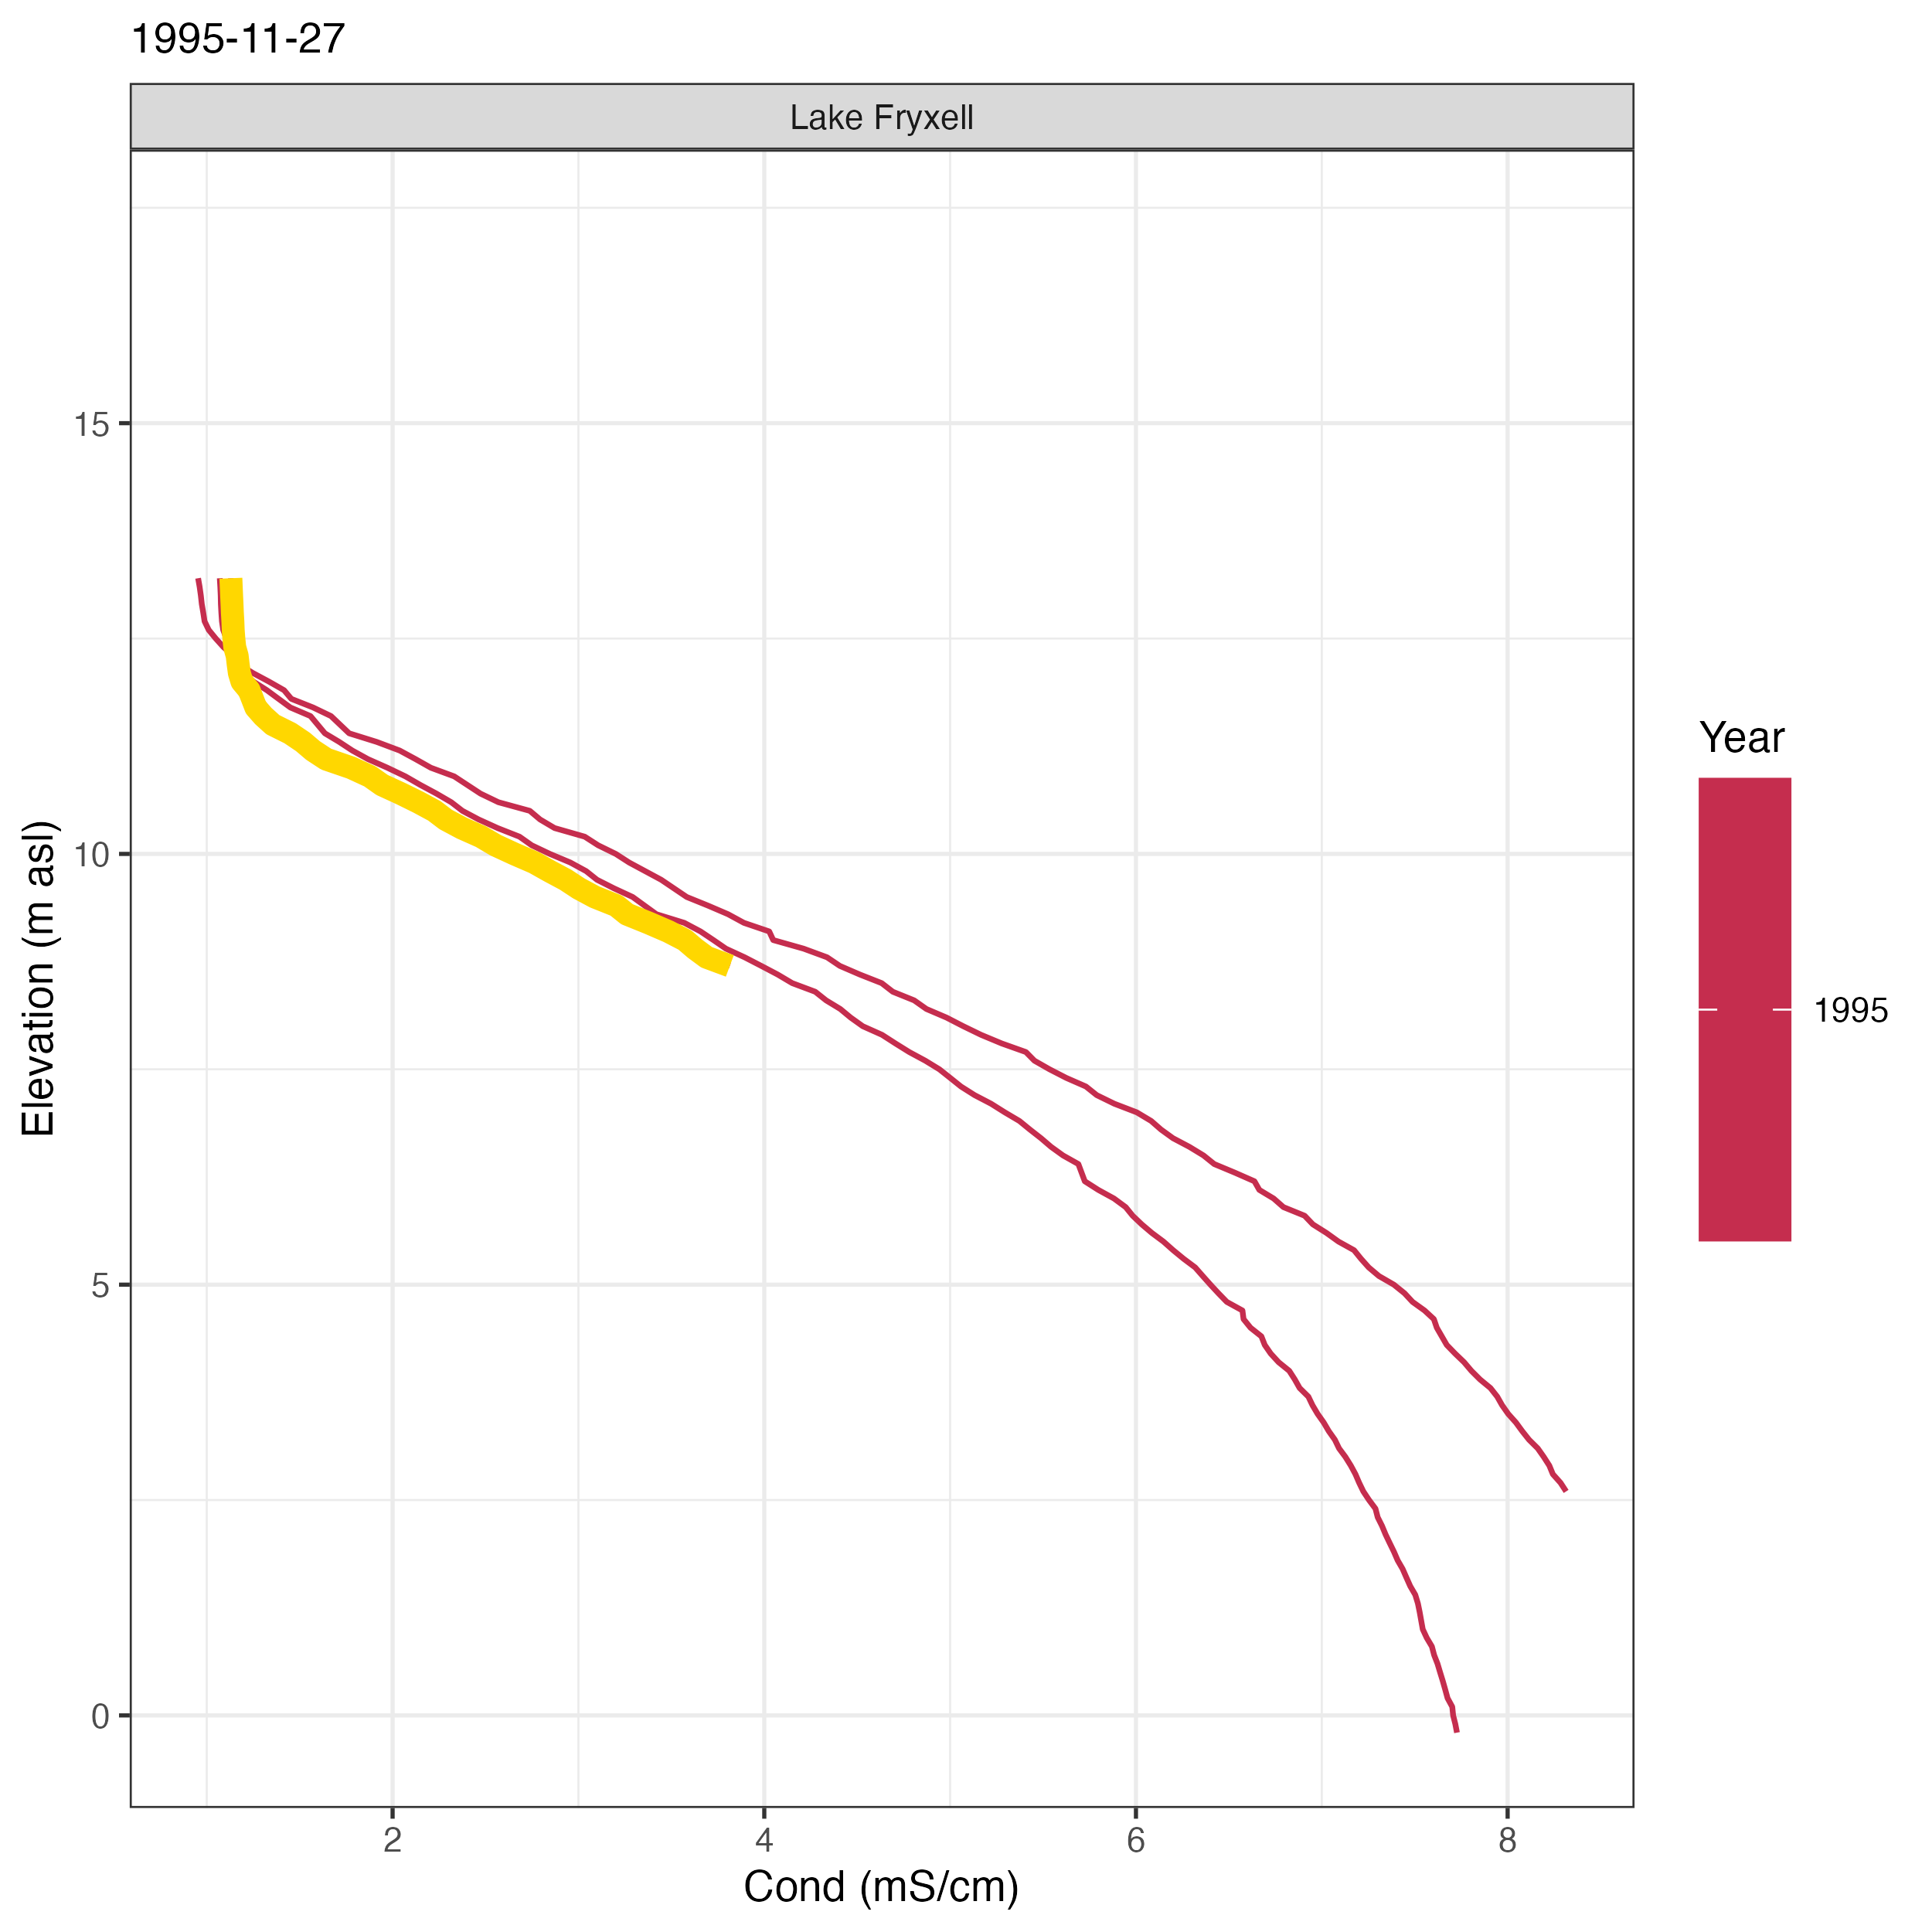 1995-11-27
Lake Fryxell
15
10
5
0
Elevation (m asl)
2 4 6 8
Cond (mS/cm)
Year
1995